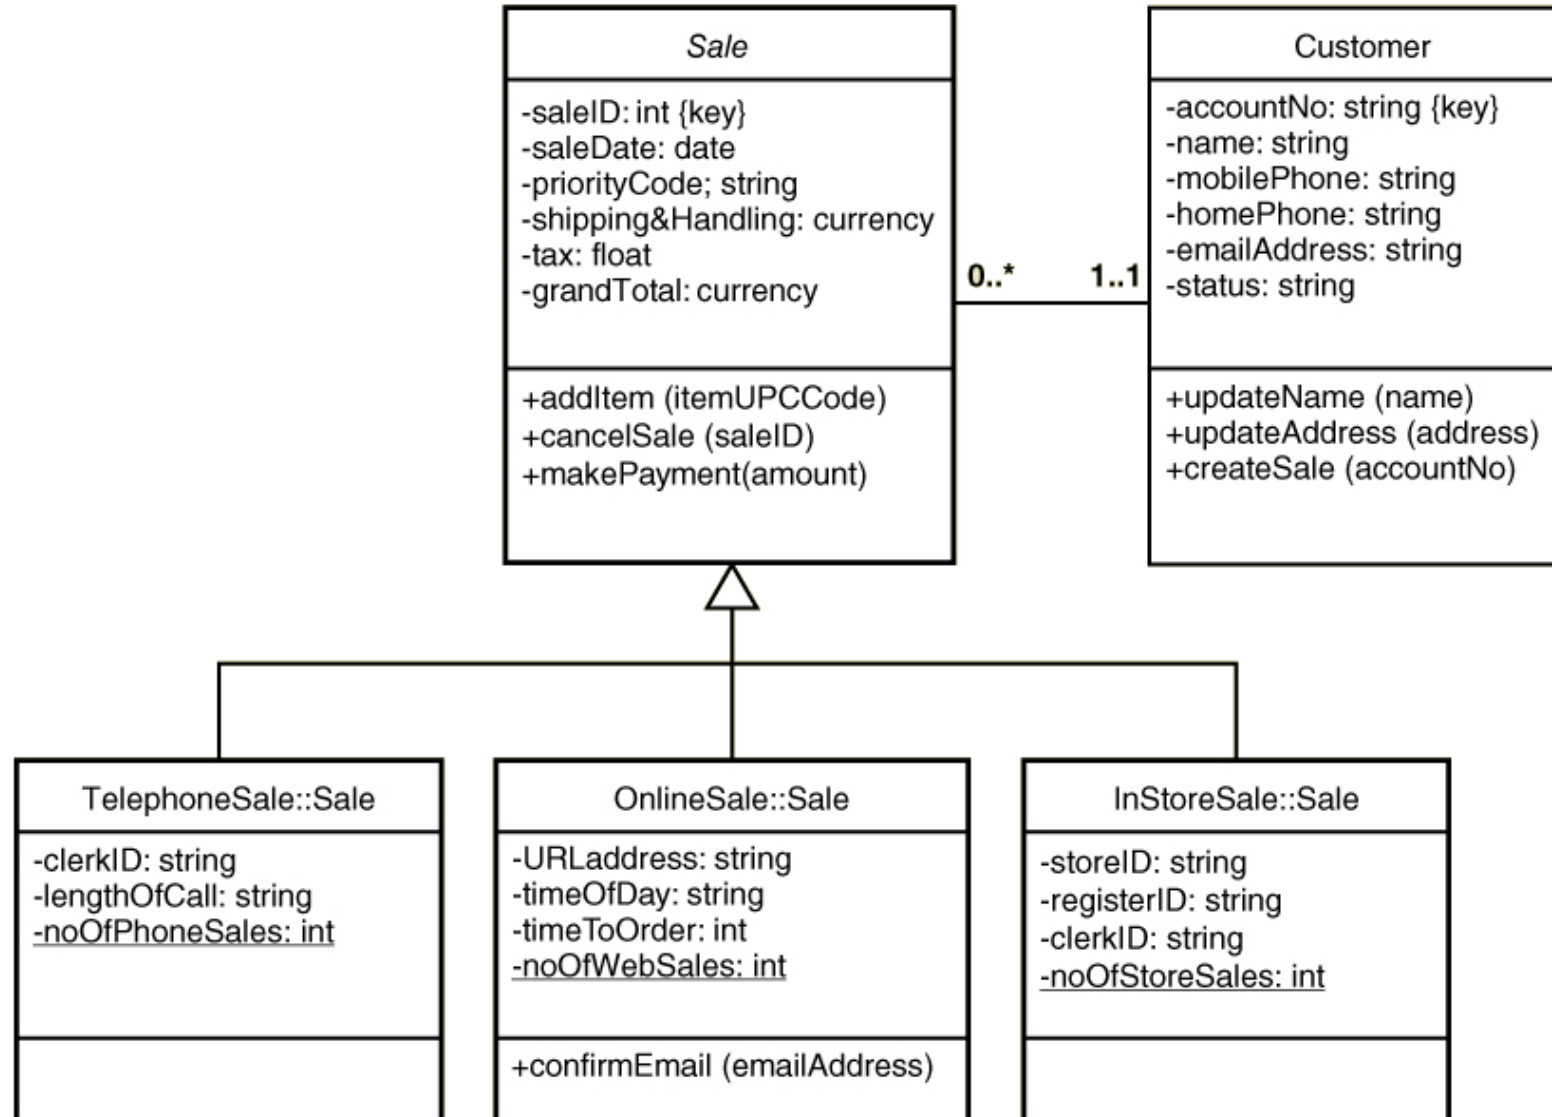 Sale
-saleID: int {key}
-saleDate: date
-priorityCode; string
-shipping&Handling: currency
-tax: float
-grandTotal: currency
+addItem (itemUPCCode)
+cancelSale (saleID)
+makePayment(amount)
0..*
1..1
Customer
-accountNo: string {key}
-name: string
-mobilePhone: string
-homePhone: string
-emailAddress: string
-status: string
+updateName (name)
+updateAddress (address)
+createSale (accountNo)
TelephoneSale::Sale
-clerkID: string
-lengthOfCall: string
-noOfPhoneSales: int
OnlineSale::Sale
-URLaddress: string
-timeOfDay: string
-timeToOrder: int
-noOfWebSales: int
+confirmEmail (emailAddress)
InStoreSale::Sale
-storeID: string
-registerID: string
-clerkID: string
-noOfStoreSales: int